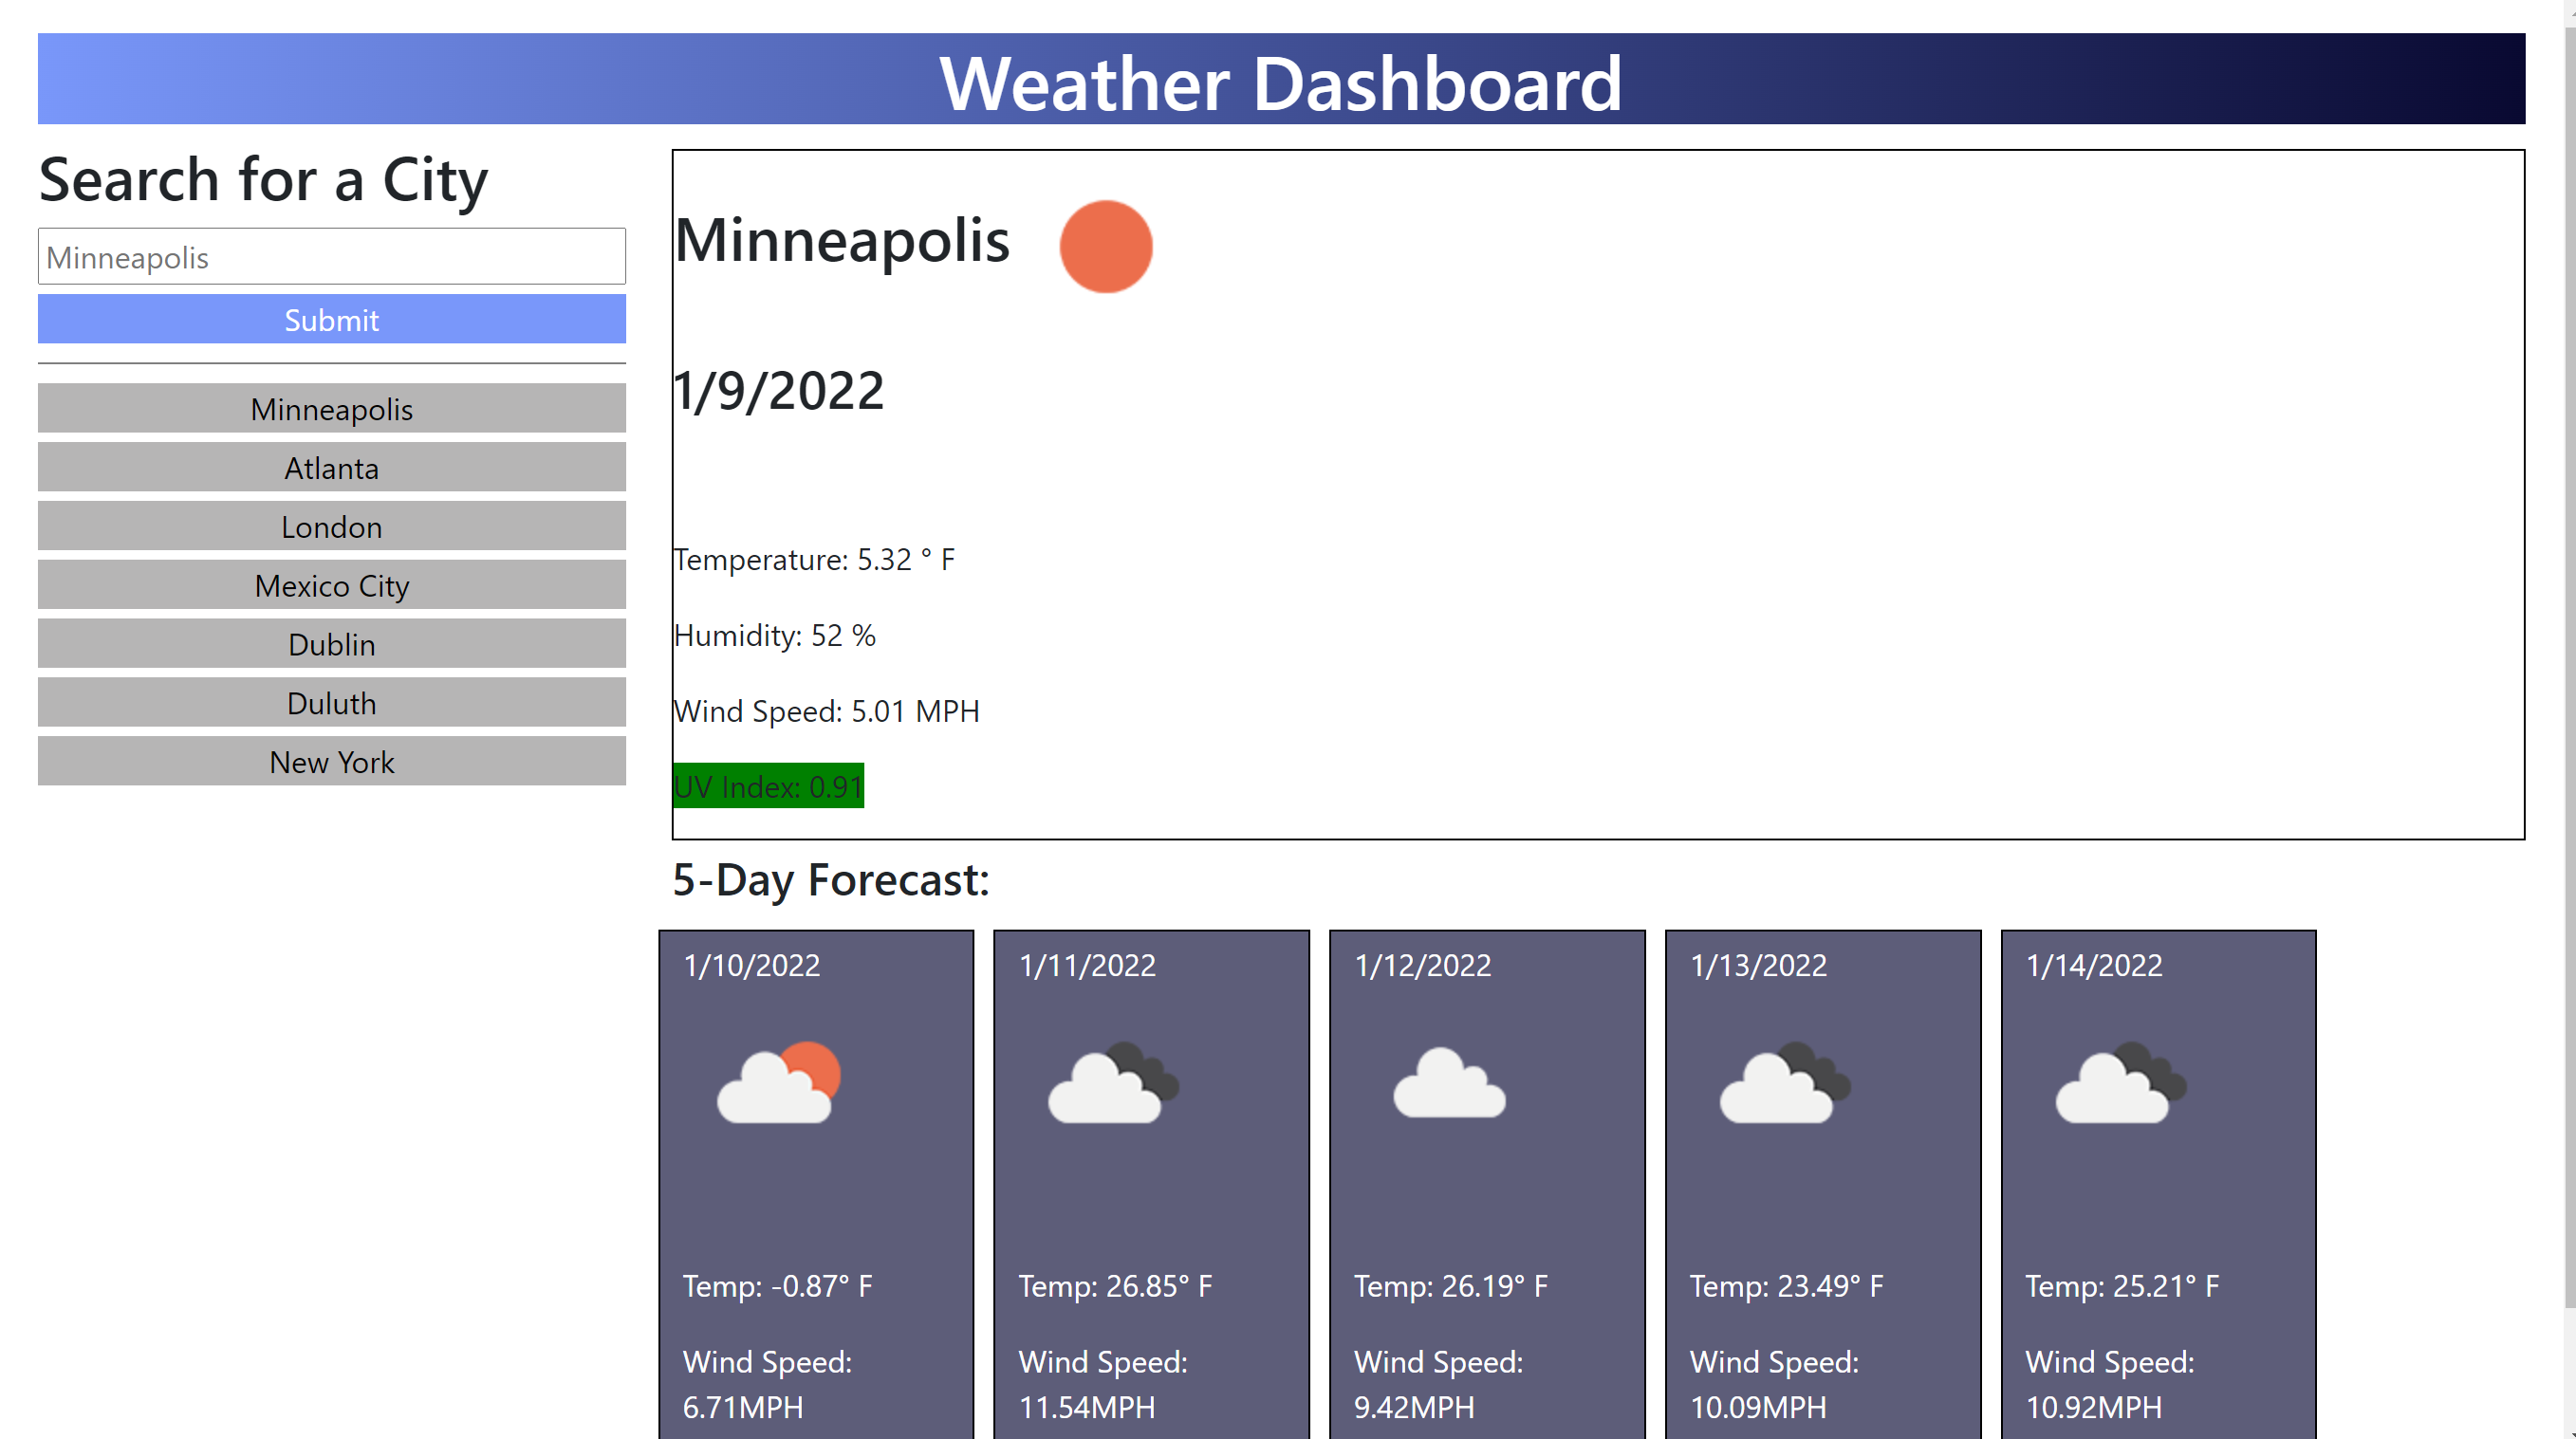 Weather Dashboard
Search for a City
Minneapolis
Submit
Minneapolis
Atlanta
London
Mexico City
Dublin
Duluth
New York
Minneapolis
1/9/2022
Temperature: 5.32 ° F
Humidity: 52 %
Wind Speed: 5.01 MPH
UV Index: 0.91
5-Day Forecast:
1/10/2022
Temp: -0.87° F
Wind Speed:
6.71MPH
1/11/2022
Temp: 26.85° F
Wind Speed:
11.54MPH
1/12/2022
Temp: 26.19° F
Wind Speed:
9.42MPH
1/13/2022
Temp: 23.49° F
Wind Speed:
10.09MPH
1/14/2022
Temp: 25.21° F
Wind Speed:
10.92MPH